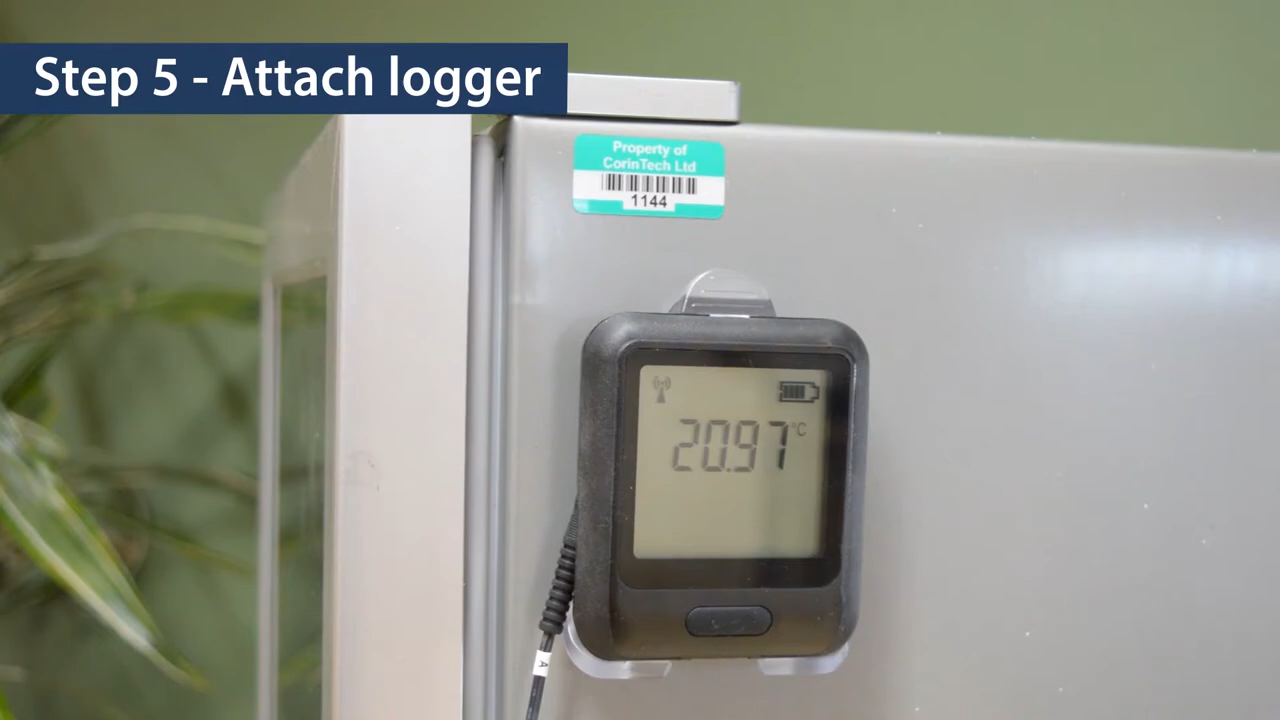 Step 5 - Attach logger
Property of
CorinTech Ltd
1144
20.97 °C
A